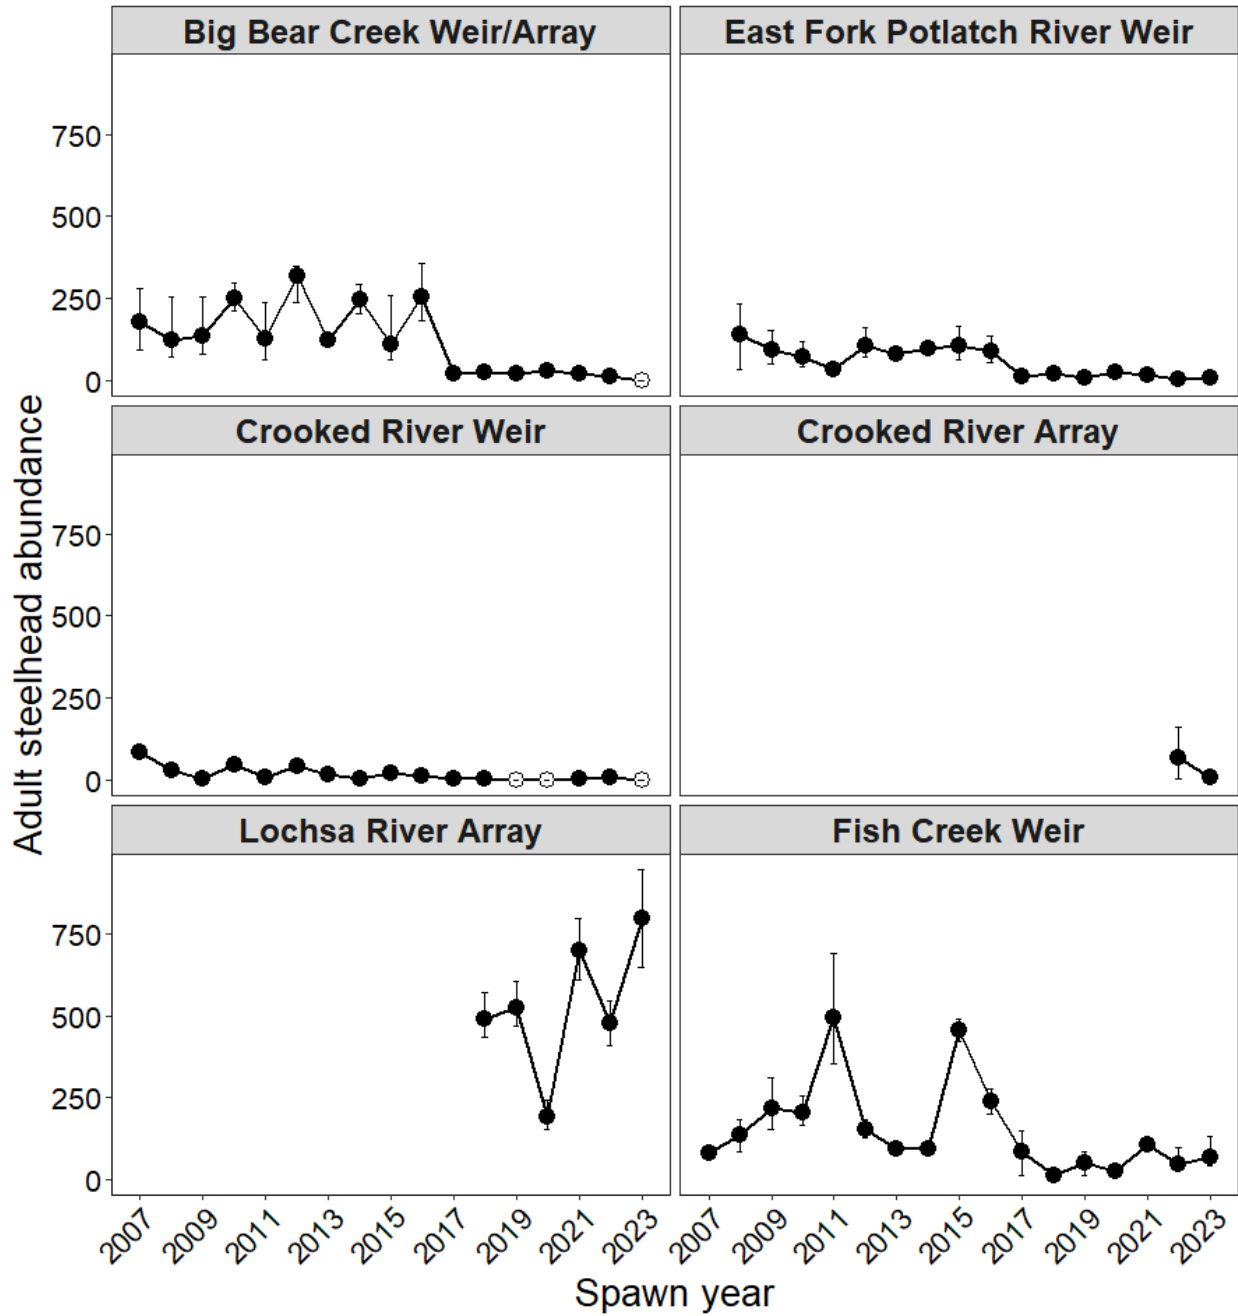 Big Bear Creek Weir/Array
East Fork Potlatch River Weir
750
500
250
0
Crooked River Weir
Crooked River Array
750
500
250
0
Adult steelhead abundance
Lochsa River Array
Fish Creek Weir
750
500
250
0
2007 2009 2011 2013 2015 2017 2019 2021 2023
2007 2009 2011 2013 2015 2017 2019 2021 2023
Spawn year